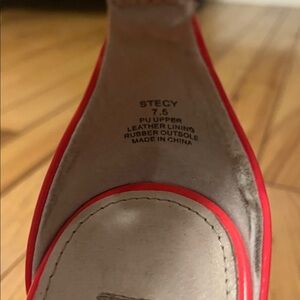 STECY
7.5
PU UPPER
LEATHER LINING
RUBBER OUTSOLE
MADE IN CHINA